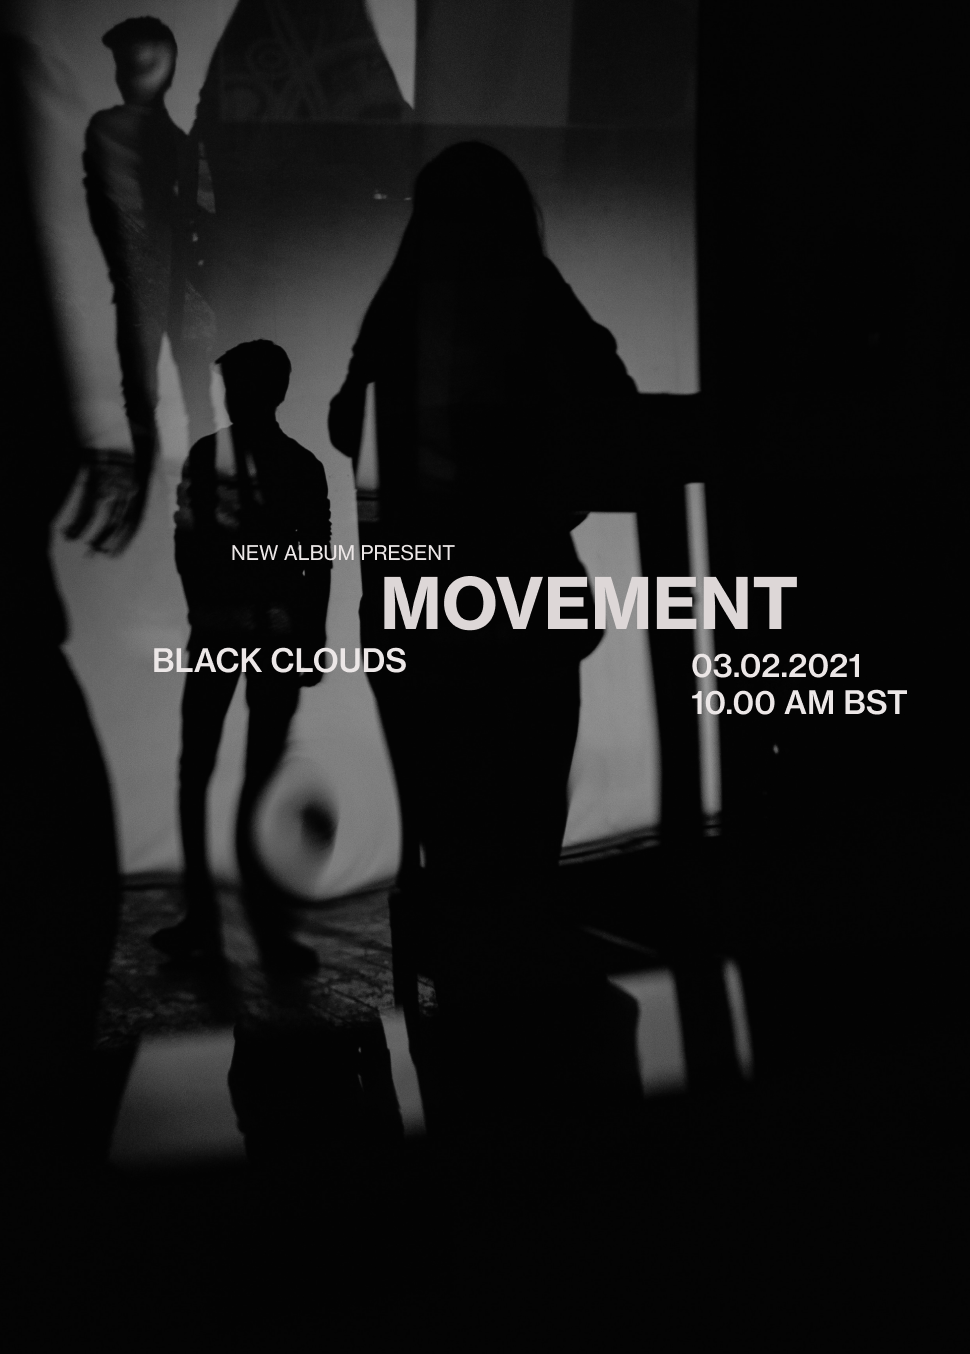 NEW ALBUM PRESENT
MOVEMENT
BLACK CLOUDS
03.02.2021
10.00 AM BST